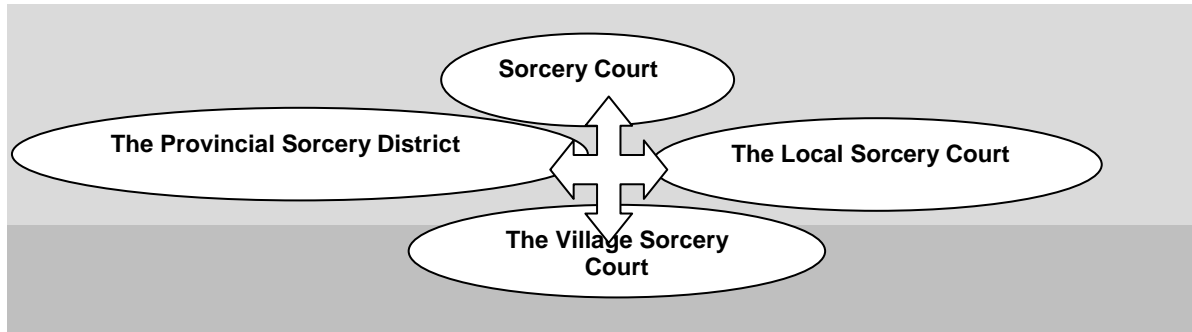 Sorcery Court
The Provincial Sorcery District
The Local Sorcery Court
The Village Sorcery
Court